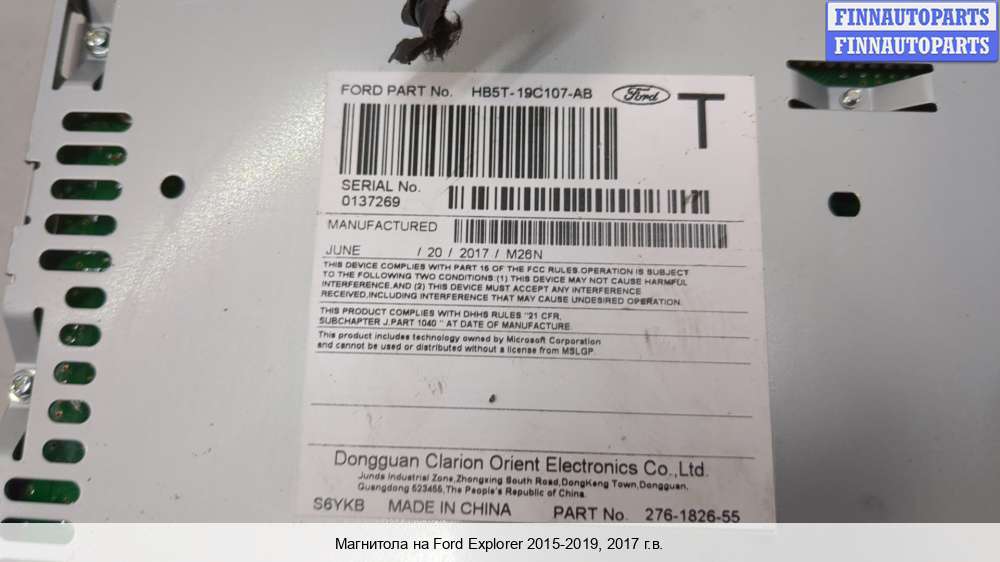 FINNAUTOPARTS
FINNAUTOPARTS
FORD PART No. HB5T-19C107-AB Ford T
SERIAL No.
0137269
MANUFACTURED
JUNE / 20 / 2017 / M26N
THIS DEVICE COMPLIES WITH PART 15 OF THE FCC RULES.OPERATION IS SUBJECT
TO THE FOLLOWING TWO CONDITIONS:(1) THIS DEVICE MAY NOT CAUSE HARMFUL
INTERFERENCE,AND (2) THIS DEVICE MUST ACCEPT ANY INTERFERENCE
RECEIVED,INCLUDING INTERFERENCE THAT MAY CAUSE UNDESIRED OPERATION.
THIS PRODUCT COMPLIES WITH DHHS RULES "21 CFR,
SUBCHAPTER J.PART 1040 " AT DATE OF MANUFACTURE.
This product includes technology owned by Microsoft Corporation
and cannot be used or distributed without a license from MSLGP.
Dongguan Clarion Orient Electronics Co.,Ltd.
Junda Industrial Zone,Zhongxing South Road,DongKeng Town,Dongguan,
Guangdong 523455,The People's Republic of China.
S6YKB MADE IN CHINA PART No. 276-1826-55
Магнитола на Ford Explorer 2015-2019, 2017 г.в.